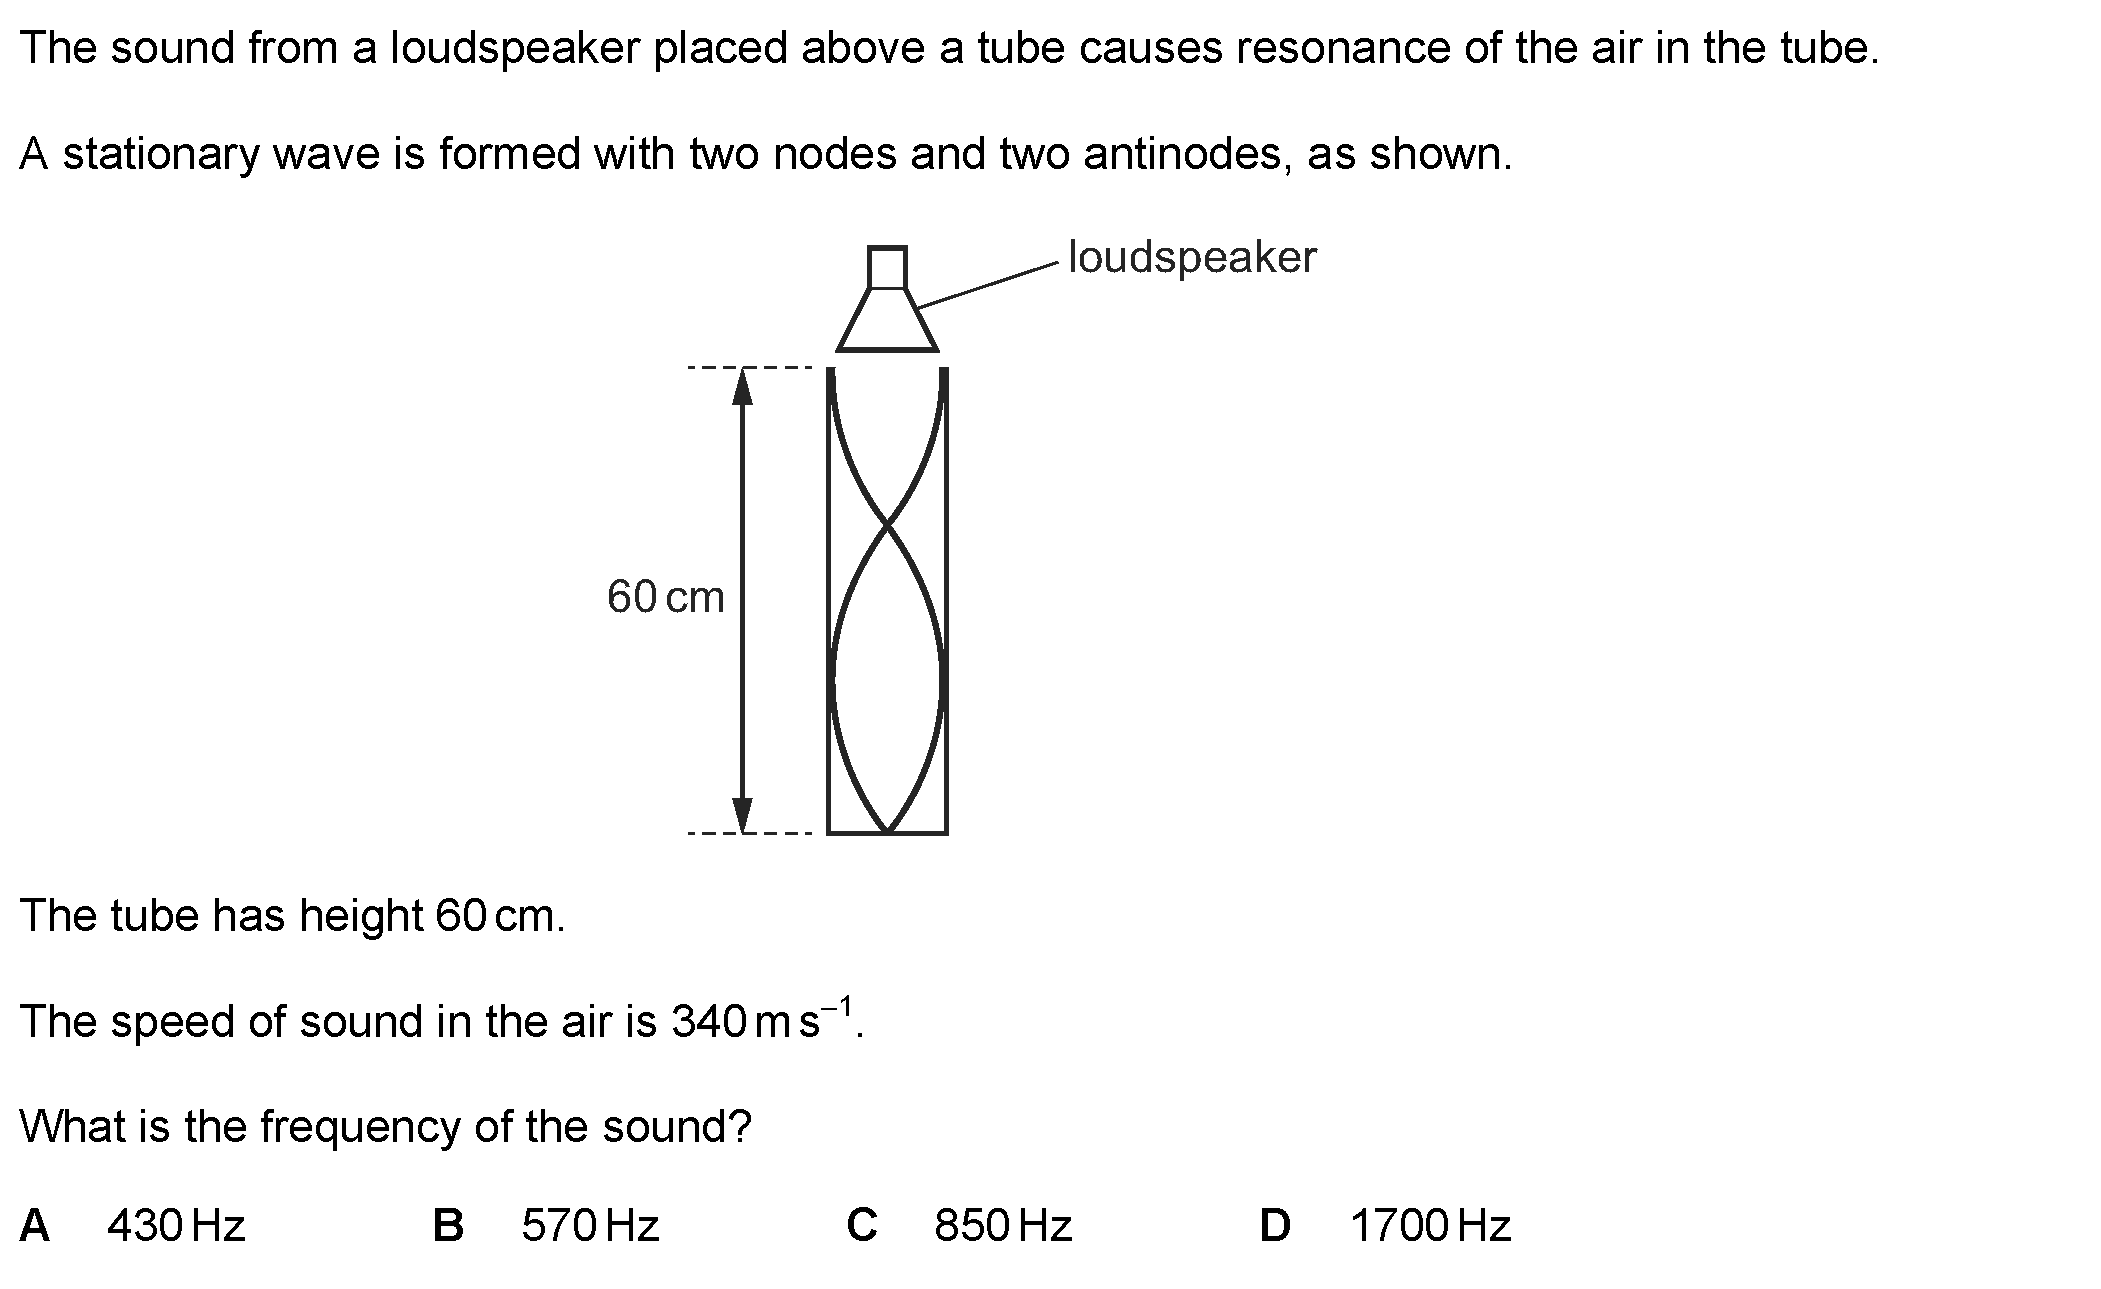 The sound from a loudspeaker placed above a tube causes resonance of the air in the tube.
A stationary wave is formed with two nodes and two antinodes, as shown.
loudspeaker
60 cm
The tube has height 60 cm.
The speed of sound in the air is 340 m s⁻¹.
What is the frequency of the sound?
A 430 Hz B 570 Hz C 850 Hz D 1700 Hz